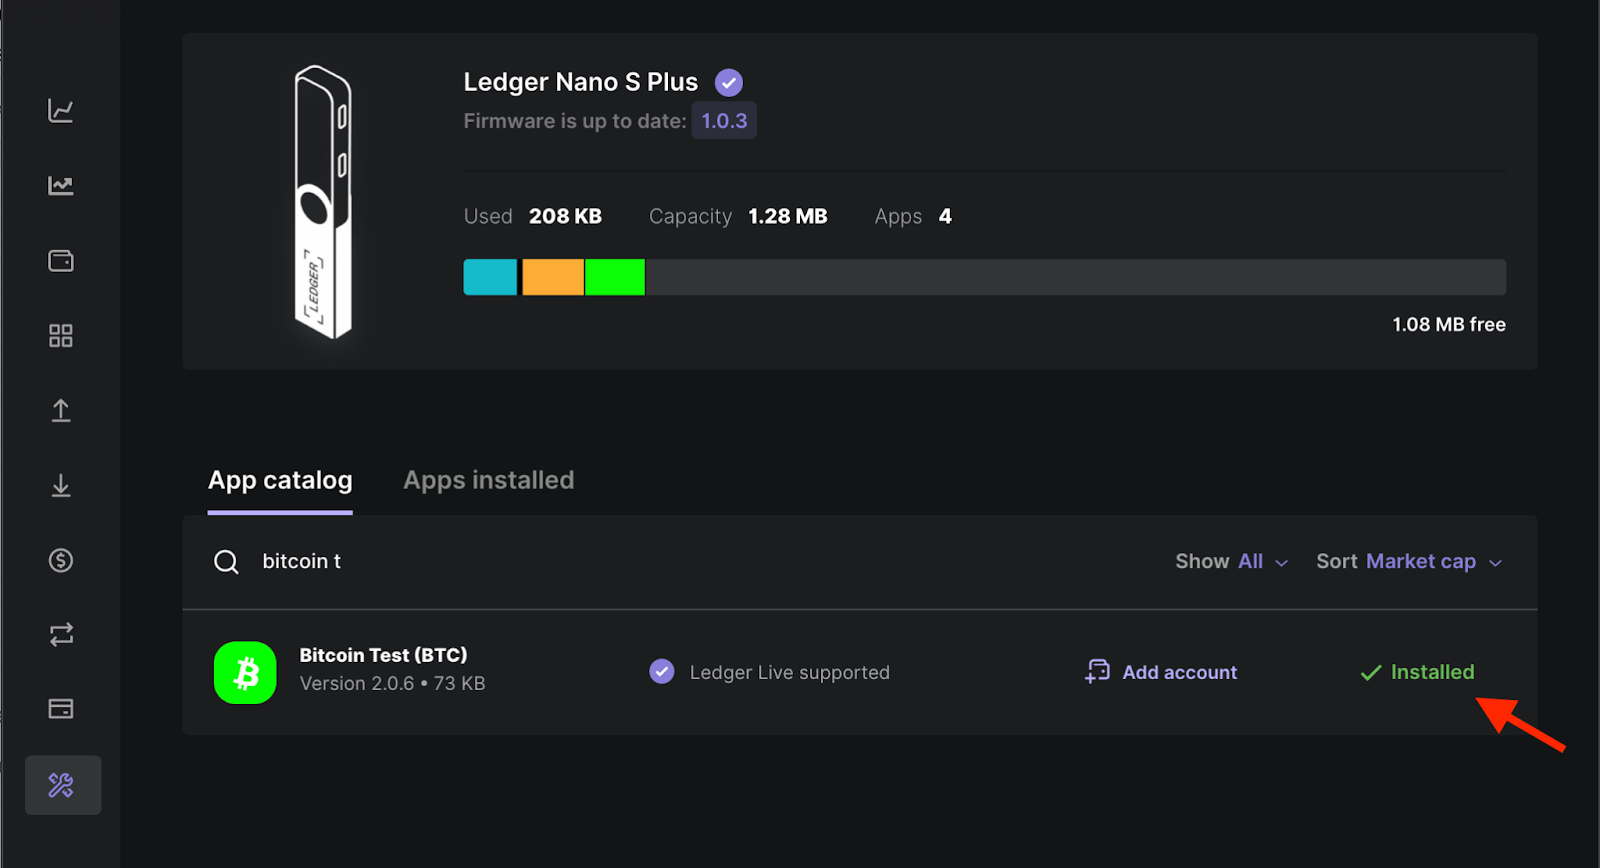 Ledger Nano S Plus
Firmware is up to date: 1.0.3
Used 208 KB Capacity 1.28 MB Apps 4
1.08 MB free
LEDGER
App catalog Apps installed
bitcoin t Show All Sort Market cap
Bitcoin Test (BTC)
Version 2.0.6 • 73 KB
Ledger Live supported
Add account
Installed